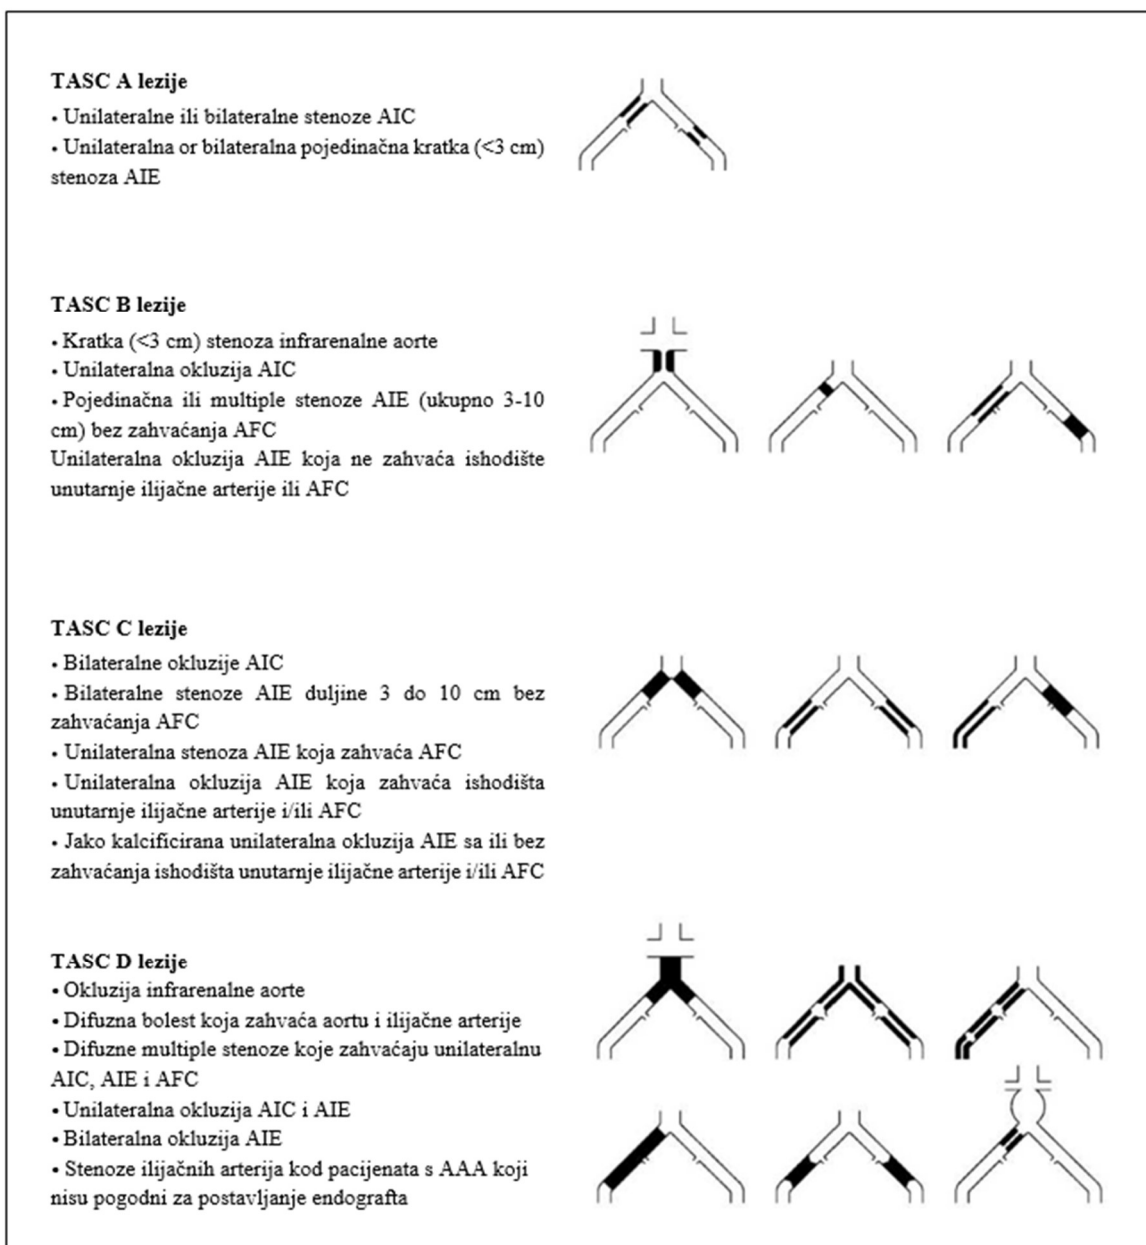 TASC A lezije
• Unilateralne ili bilateralne stenoze AIC
• Unilateralna or bilateralna pojedinačna kratka (<3 cm)
stenoza AIE
TASC B lezije
• Kratka (<3 cm) stenoza infrarenalne aorte
• Unilateralna okluzija AIC
• Pojedinačna ili multiple stenoze AIE (ukupno 3-10
cm) bez zahvaćanja AFC
Unilateralna okluzija AIE koja ne zahvaća ishodište
unutarnje ilijačne arterije ili AFC
TASC C lezije
• Bilateralne okluzije AIC
• Bilateralne stenoze AIE duljine 3 do 10 cm bez
zahvaćanja AFC
• Unilateralna stenoza AIE koja zahvaća AFC
• Unilateralna okluzija AIE koja zahvaća ishodišta
unutarnje ilijačne arterije i/ili AFC
• Jako kalcificirana unilateralna okluzija AIE sa ili bez
zahvaćanja ishodišta unutarnje ilijačne arterije i/ili AFC
TASC D lezije
• Okluzija infrarenalne aorte
• Difuzna bolest koja zahvaća aortu i ilijačne arterije
• Difuzne multiple stenoze koje zahvaćaju unilateralnu
AIC, AIE i AFC
• Unilateralna okluzija AIC i AIE
• Bilateralna okluzija AIE
• Stenoze ilijačnih arterija kod pacijenata s AAA koji
nisu pogodni za postavljanje endografta